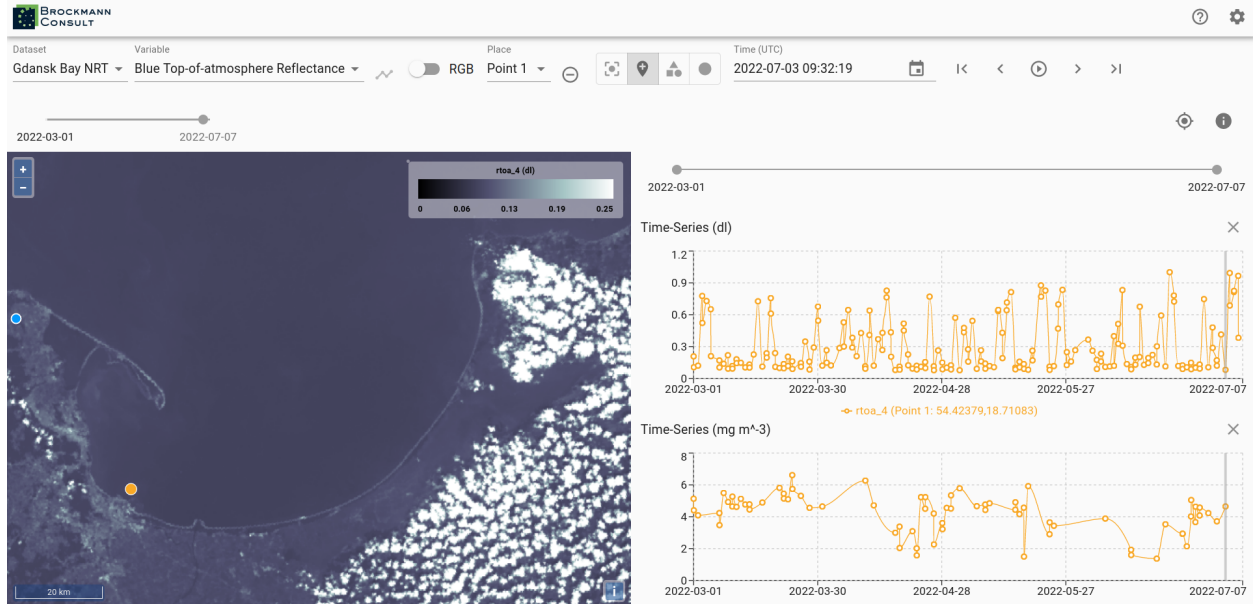 BROCKMANN
CONSULT
Dataset
Gdansk Bay NRT
Variable
Blue Top-of-atmosphere Reflectance
RGB
Place
Point 1
Time (UTC)
2022-07-03 09:32:19
2022-03-01
2022-07-07
+
−
rtoa_4 (dl)
0 0.06 0.13 0.19 0.25
20 km
i
2022-03-01
2022-07-07
Time-Series (dl)
1.2
0.9
0.6
0.3
0
2022-03-01 2022-03-30 2022-04-28 2022-05-27 2022-07-07
rtoa_4 (Point 1: 54.42379,18.71083)
Time-Series (mg m^-3)
8
6
4
2
0
2022-03-01 2022-03-30 2022-04-28 2022-05-27 2022-07-07